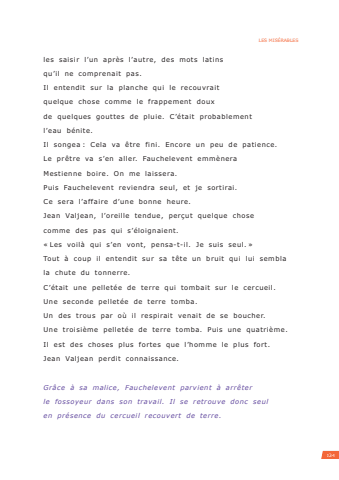 LES MISÉRABLES
les saisir l'un après l'autre, des mots latins
qu'il ne comprenait pas.
Il entendit sur la planche qui le recouvrait
quelque chose comme le frappement doux
de quelques gouttes de pluie. C'était probablement
l'eau bénite.
Il songea : Cela va être fini. Encore un peu de patience.
Le prêtre va s'en aller. Fauchelevent emmènera
Mestienne boire. On me laissera.
Puis Fauchelevent reviendra seul, et je sortirai.
Ce sera l'affaire d'une bonne heure.
Jean Valjean, l'oreille tendue, perçut quelque chose
comme des pas qui s'éloignaient.
« Les voilà qui s'en vont, pensa-t-il. Je suis seul. »
Tout à coup il entendit sur sa tête un bruit qui lui sembla
la chute du tonnerre.
C'était une pelletée de terre qui tombait sur le cercueil.
Une seconde pelletée de terre tomba.
Un des trous par où il respirait venait de se boucher.
Une troisième pelletée de terre tomba. Puis une quatrième.
Il est des choses plus fortes que l'homme le plus fort.
Jean Valjean perdit connaissance.
Grâce à sa malice, Fauchelevent parvient à arrêter
le fossoyeur dans son travail. Il se retrouve donc seul
en présence du cercueil recouvert de terre.